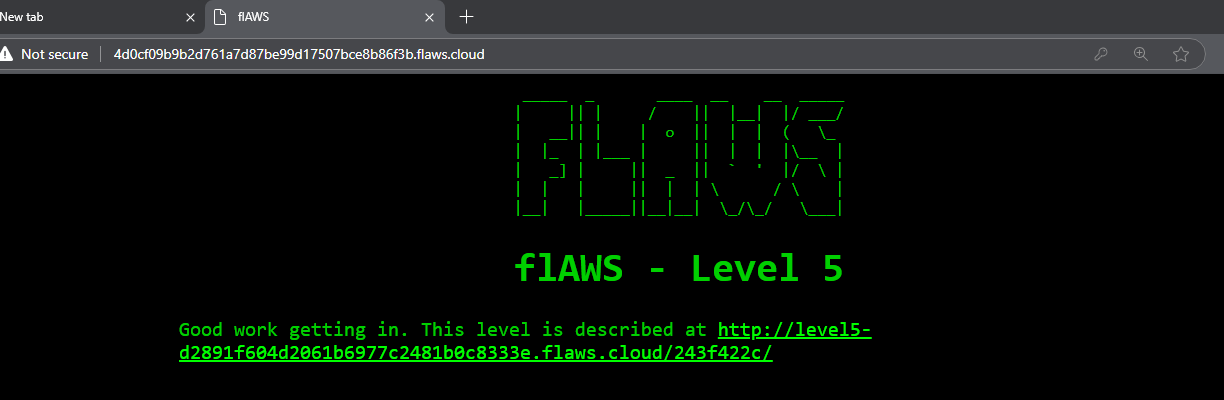 New tab
flAWS
Not secure
4d0cf09b9b2d761a7d87be99d17507bce8b86f3b.flaws.cloud
FLAWS
flAWS - Level 5
Good work getting in. This level is described at http://level5-
d2891f604d2061b6977c2481b0c8333e.flaws.cloud/243f422c/